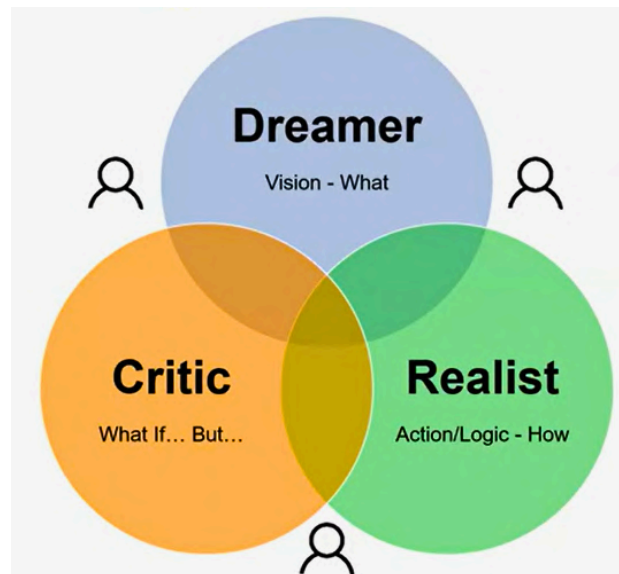 Dreamer
Vision - What
Critic
What If... But...
Realist
Action/Logic - How